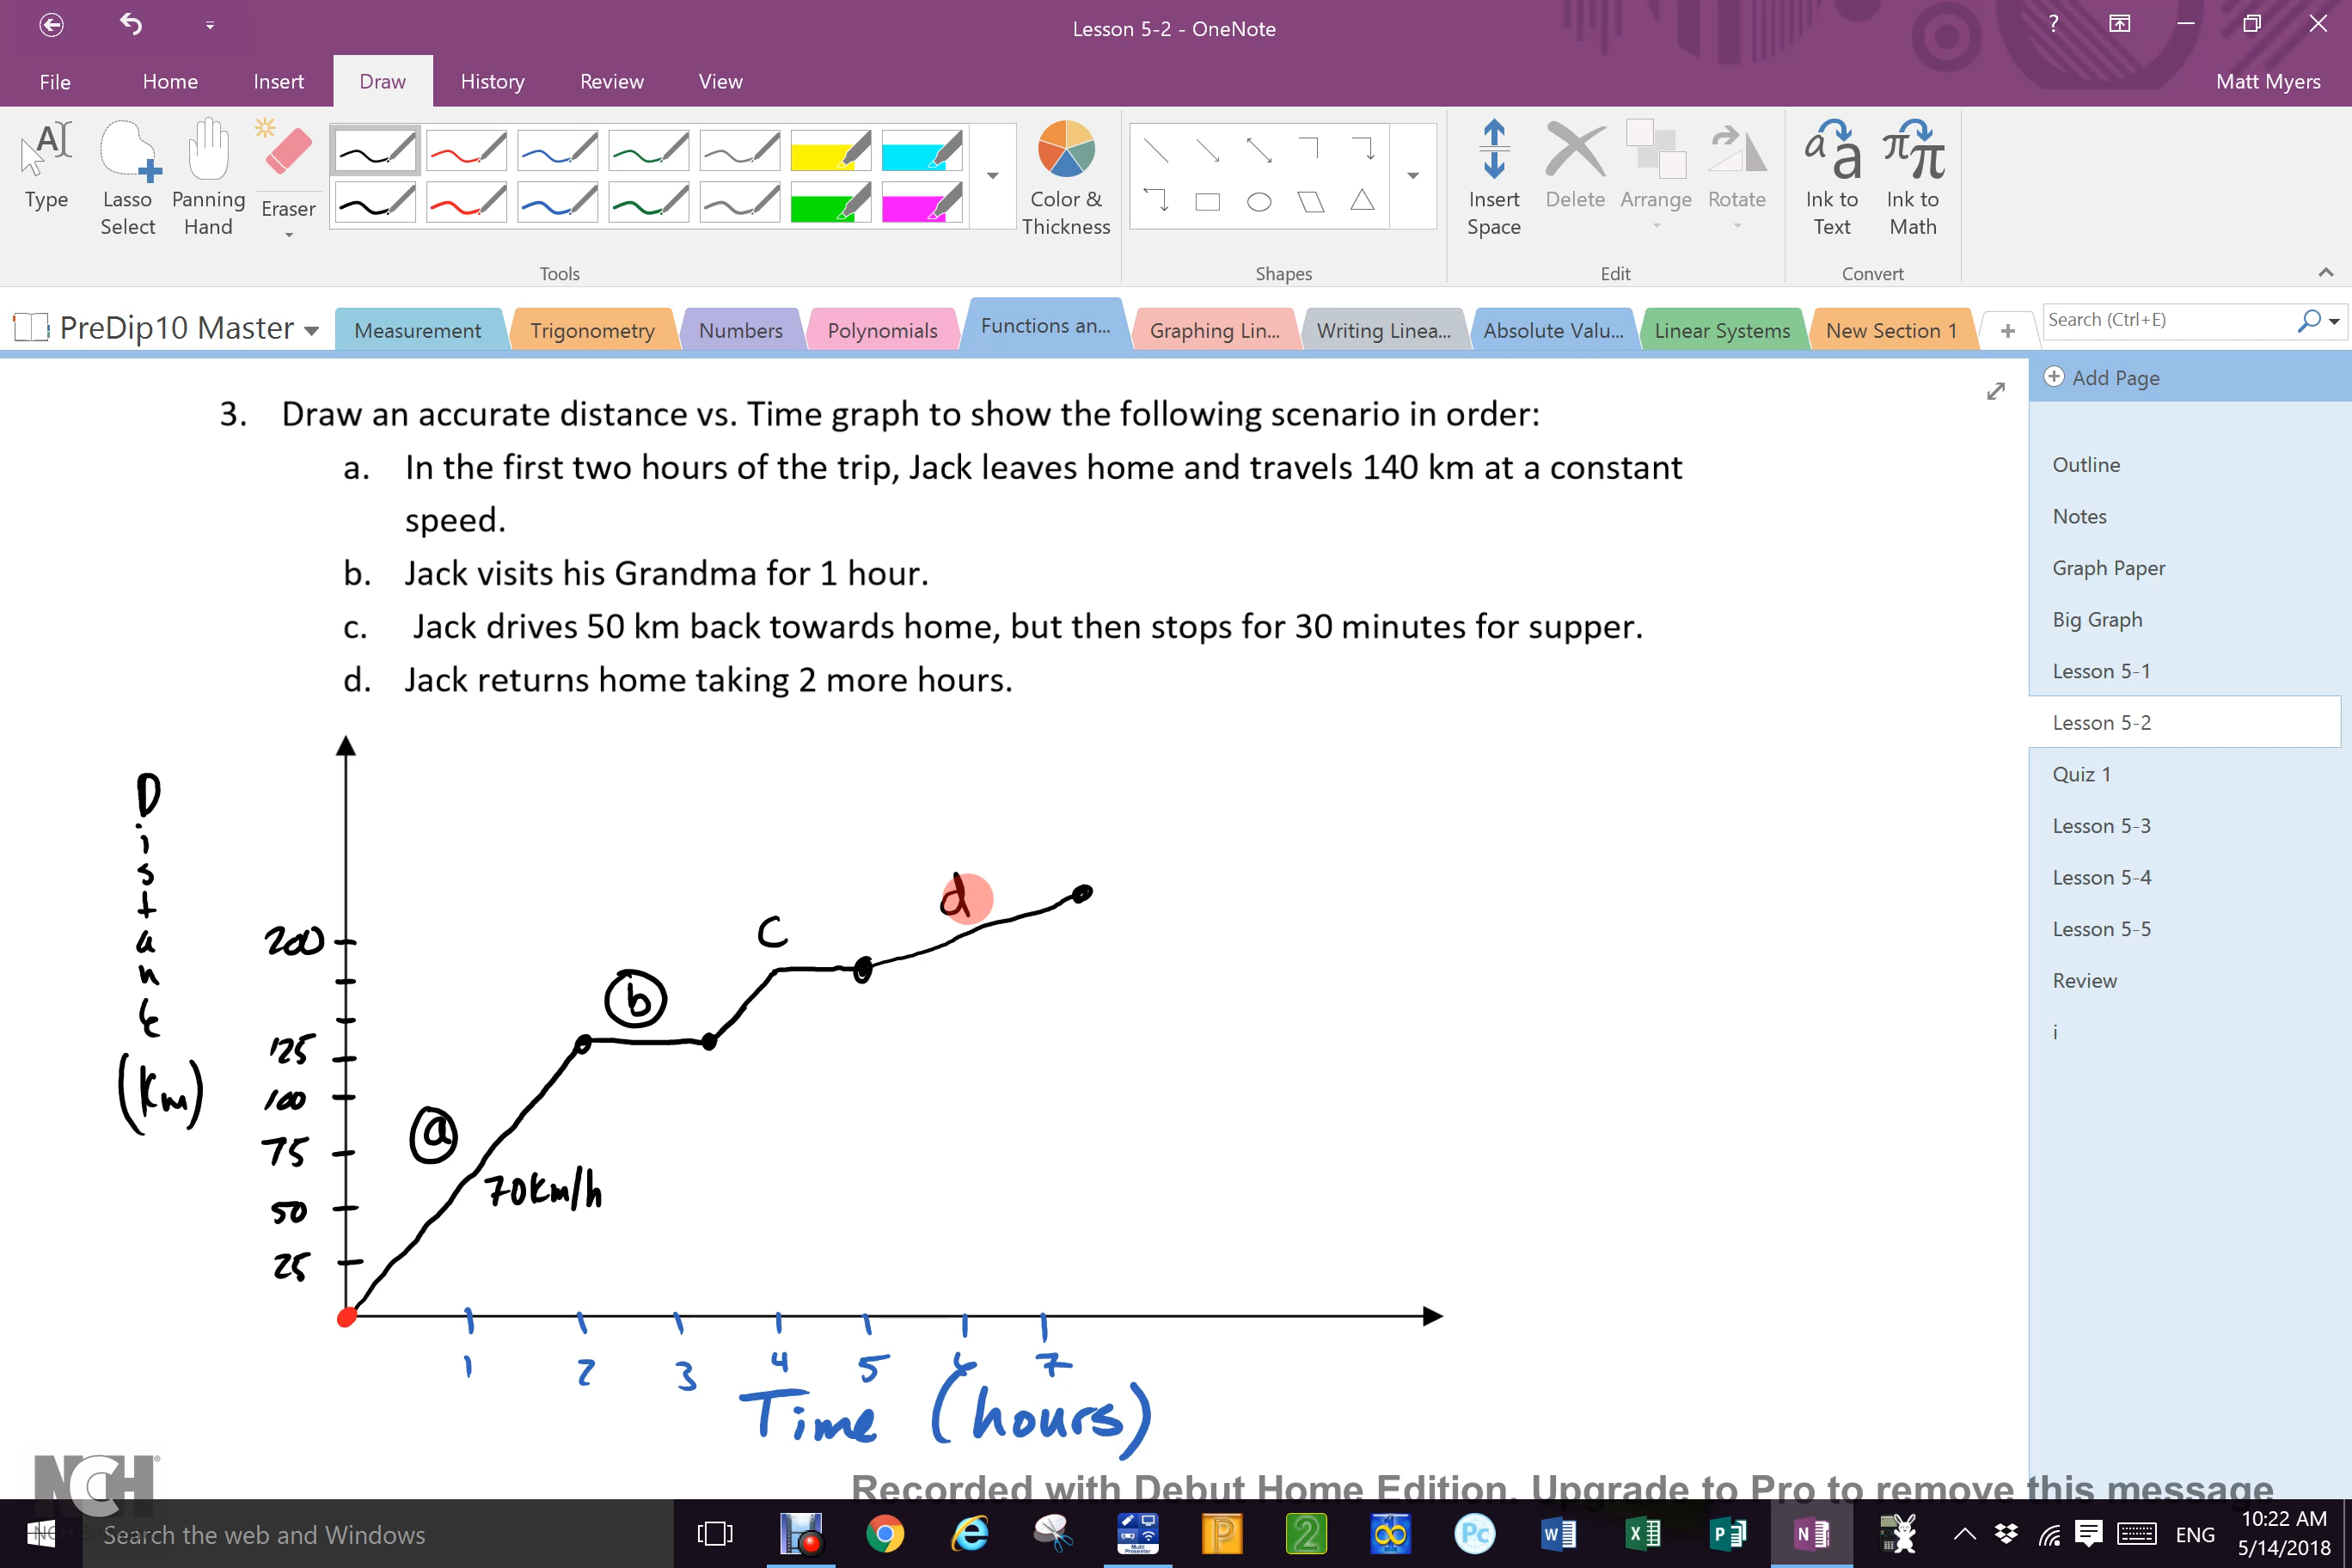 Lesson 5-2 - OneNote
?
File Home Insert Draw History Review View Matt Myers
Type
Lasso Select
Panning Hand
Eraser
Color & Thickness
Insert Space
Delete Arrange Rotate
Ink to Text
Ink to Math
Tools Shapes Edit Convert
PreDip10 Master Measurement Trigonometry Numbers Polynomials Functions an... Graphing Lin... Writing Linea... Absolute Valu... Linear Systems New Section 1 + Search (Ctrl+E)
Add Page
Outline
Notes
Graph Paper
Big Graph
Lesson 5-1
Lesson 5-2
Quiz 1
Lesson 5-3
Lesson 5-4
Lesson 5-5
Review
i
3. Draw an accurate distance vs. Time graph to show the following scenario in order:
a. In the first two hours of the trip, Jack leaves home and travels 140 km at a constant
speed.
b. Jack visits his Grandma for 1 hour.
c. Jack drives 50 km back towards home, but then stops for 30 minutes for supper.
d. Jack returns home taking 2 more hours.
Distance
(Km)
200
125
100
75
50
25
a
b
c
d
70km/h
1 2 3 4 5 6 7
Time (hours)
NCH
Recorded with Debut Home Edition. Upgrade to Pro to remove this message
Search the web and Windows
ENG
10:22 AM
5/14/2018